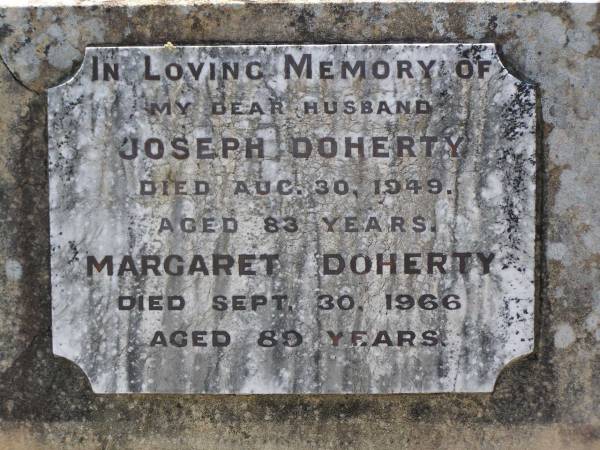 In Loving Memory of
MY DEAR HUSBAND
JOSEPH DOHERTY
DIED AUG. 30, 1949.
AGED 83 YEARS.
MARGARET DOHERTY
DIED SEPT. 30, 1966
AGED 89 YEARS.